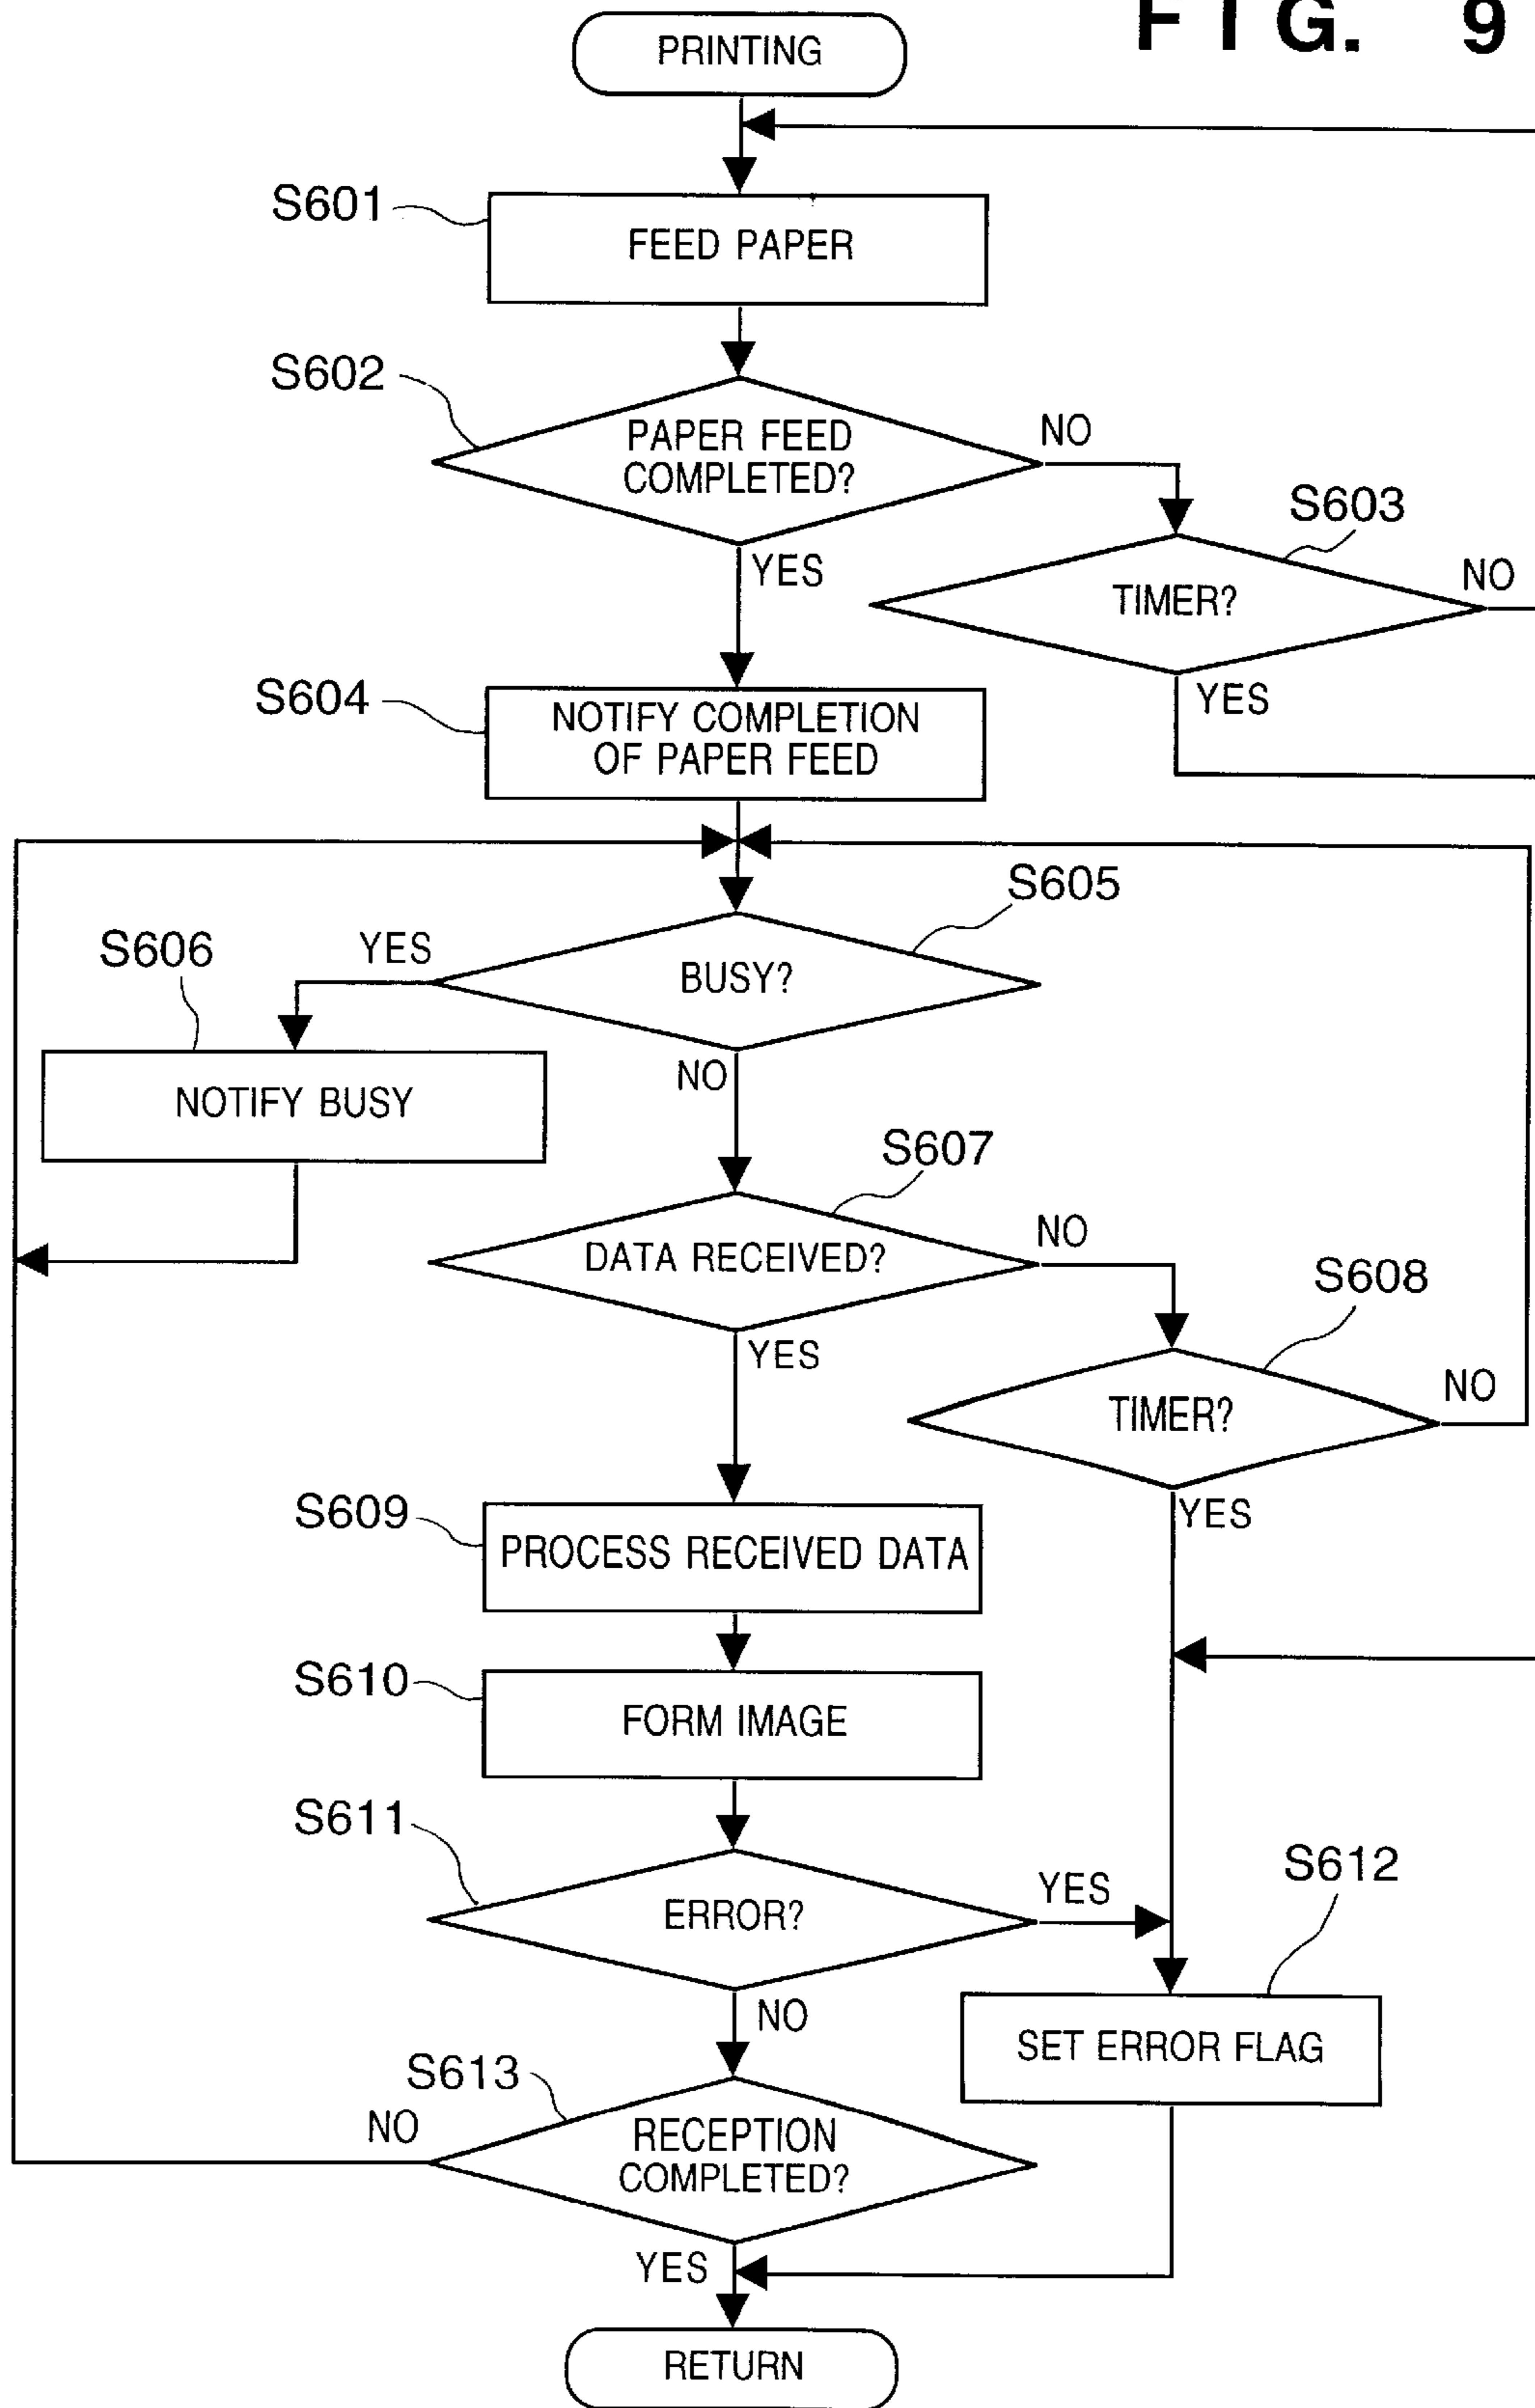 FIG. 9
PRINTING
S601
FEED PAPER
S602
PAPER FEED
COMPLETED?
NO
S603
YES
TIMER?
NO
YES
S604
NOTIFY COMPLETION
OF PAPER FEED
S605
S606
YES
BUSY?
NO
NOTIFY BUSY
S607
DATA RECEIVED?
NO
S608
YES
TIMER?
NO
YES
S609
PROCESS RECEIVED DATA
S610
FORM IMAGE
S611
ERROR?
YES
S612
NO
SET ERROR FLAG
S613
NO
RECEPTION
COMPLETED?
YES
RETURN